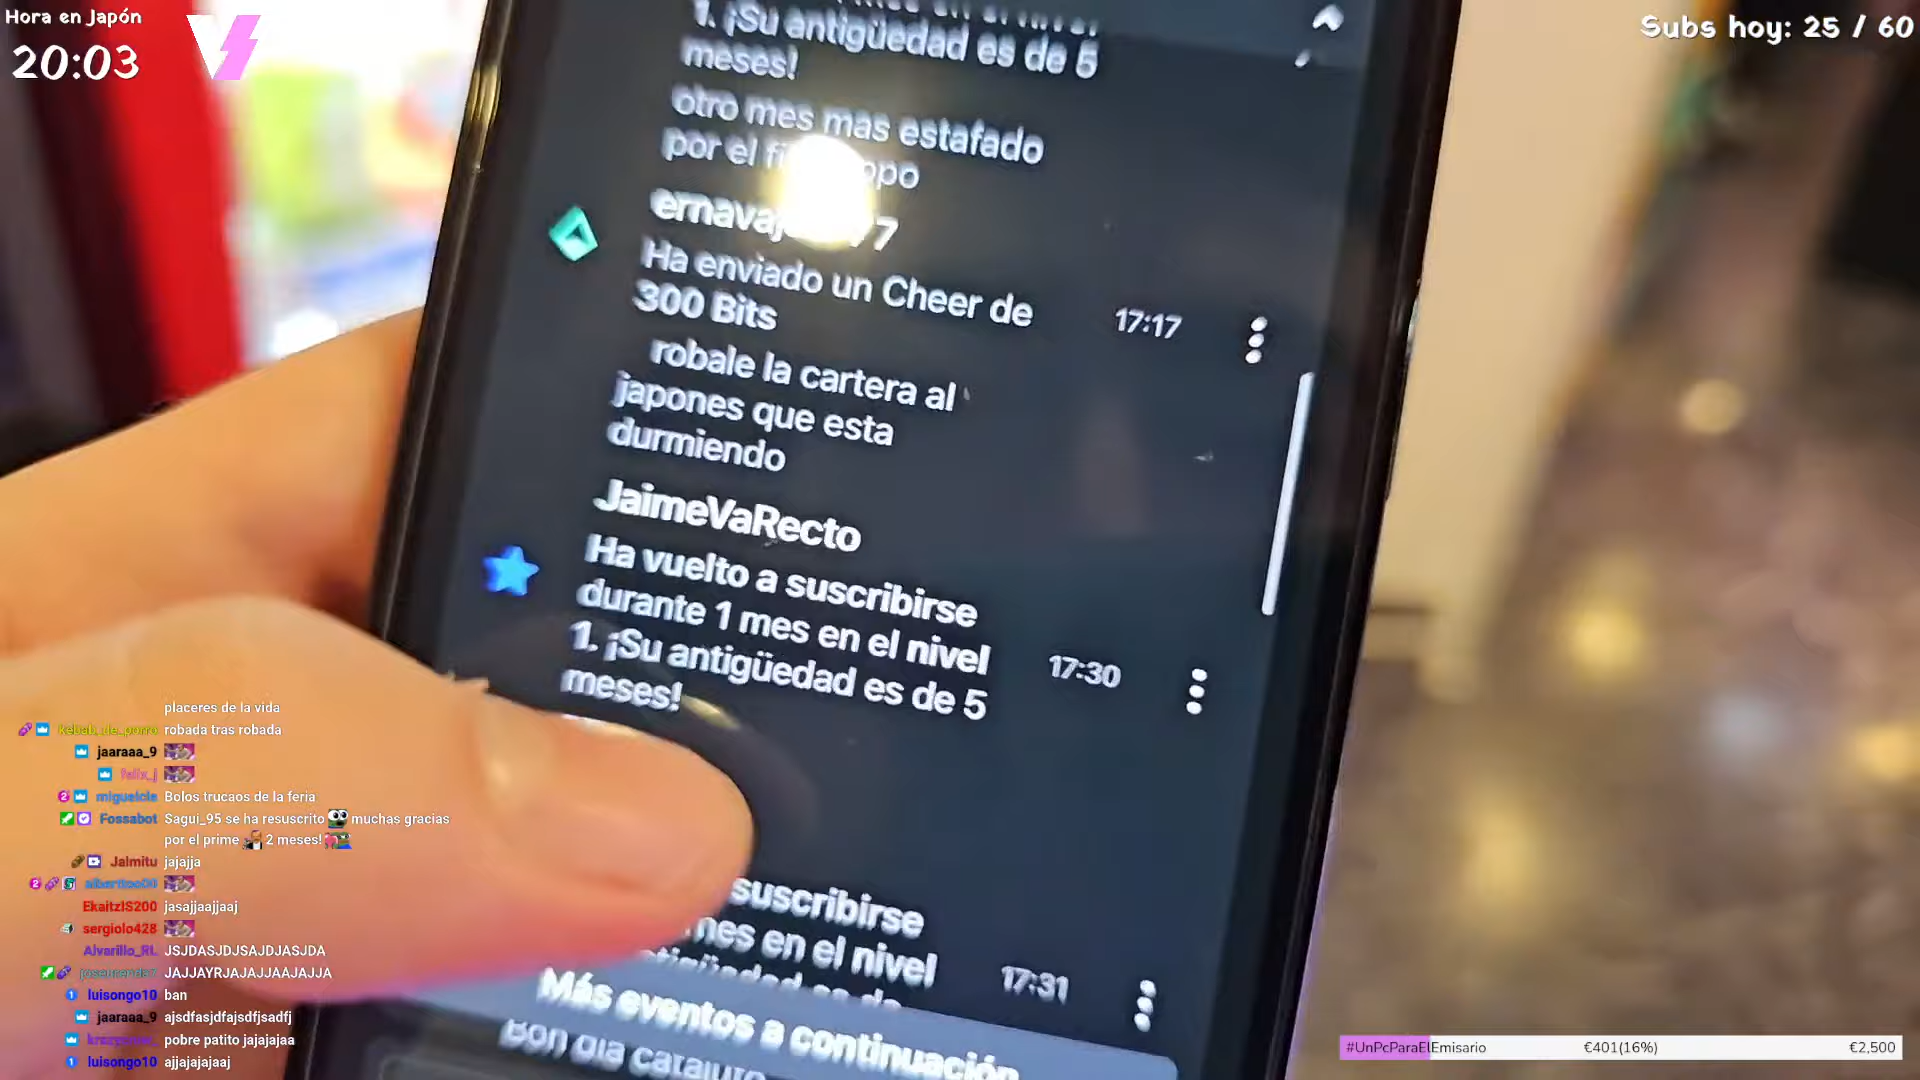 Hora en Japón
20:03
Subs hoy: 25 / 60
1. ¡Su antigüedad es de 5
meses!
otro mes mas estafado
por el
Ha enviado un Cheer de
300 Bits
17:17
robale la cartera al
japones que esta
durmiendo
JaimeVaRecto
Ha vuelto a suscribirse
durante 1 mes en el nivel
1. ¡Su antigüedad es de 5
meses!
17:30
suscribirse
mes en el nivel
17:31
Más eventos a continuación
Bon dia
placeres de la vida
kebab_de_porro robada tras robada
jaaraaa_9
felix_j
miguelcle Bolos trucaos de la feria
Fossabot Sagui_95 se ha resuscrito muchas gracias
por el prime 2 meses!
Jalmitu jajajja
EkaitzIS200 jasajjaajjaaj
sergiolo428
Alvarillo_RL JSJDASJDJSAJDJASJDA
JAJJAYRJAJAJJAAJAJJA
luisongo10 ban
jaaraaa_9 ajsdfasjdfajsdfjsadfj
pobre patito jajajajaa
luisongo10 ajjajajajaaj
#UnPcParaElEmisario €401(16%) €2,500